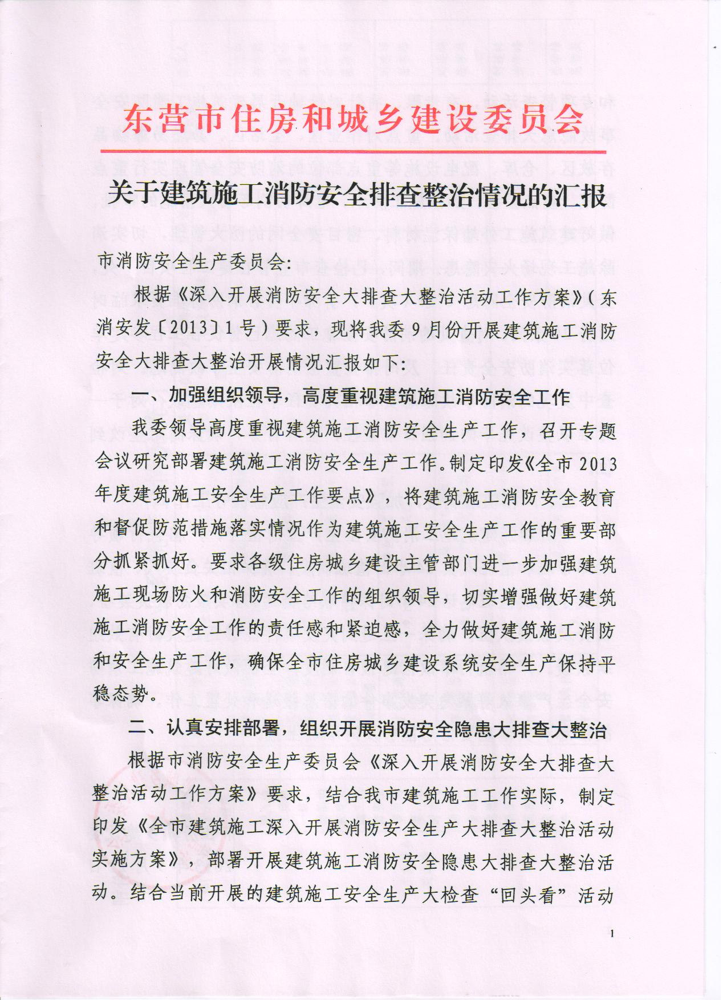 东营市住房和城乡建设委员会
关于建筑施工消防安全排查整治情况的汇报
市消防安全生产委员会：
根据《深入开展消防安全大排查大整治活动工作方案》（东
消安发〔2013〕1号）要求，现将我委9月份开展建筑施工消防
安全大排查大整治开展情况汇报如下：
一、加强组织领导，高度重视建筑施工消防安全工作
我委领导高度重视建筑施工消防安全生产工作，召开专题
会议研究部署建筑施工消防安全生产工作。制定印发《全市2013
年度建筑施工安全生产工作要点》，将建筑施工消防安全教育
和督促防范措施落实情况作为建筑施工安全生产工作的重要部
分抓紧抓好。要求各级住房城乡建设主管部门进一步加强建筑
施工现场防火和消防安全工作的组织领导，切实增强做好建筑
施工消防安全工作的责任感和紧迫感，全力做好建筑施工消防
和安全生产工作，确保全市住房城乡建设系统安全生产保持平
稳态势。
二、认真安排部署，组织开展消防安全隐患大排查大整治
根据市消防安全生产委员会《深入开展消防安全大排查大
整治活动工作方案》要求，结合我市建筑施工工作实际，制定
印发《全市建筑施工深入开展消防安全生产大排查大整治活动
实施方案》，部署开展建筑施工消防安全隐患大排查大整治活
动。结合当前开展的建筑施工安全生产大检查“回头看”活动
1